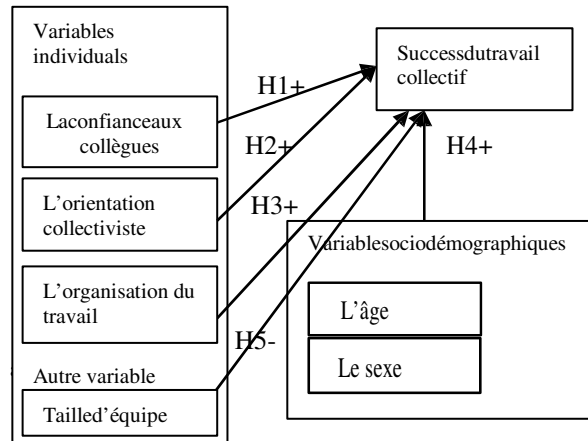 Variables
individuals
Laconfianceaux
collègues
L'orientation
collectiviste
L'organisation du
travail
Autre variable
Tailled'équipe
H1+
H2+
H3+
H5-
Successdutravail
collectif
H4+
Variablesociodémographiques
L'âge
Le sexe